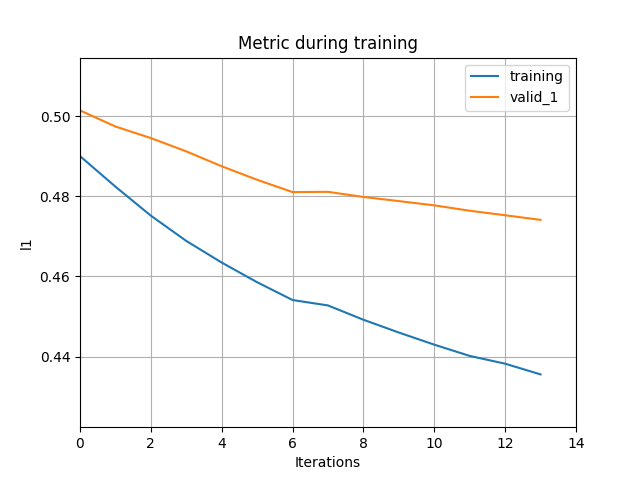 Metric during training
training
valid_1
0.50
0.48
0.46
0.44
l1
0 2 4 6 8 10 12 14
Iterations